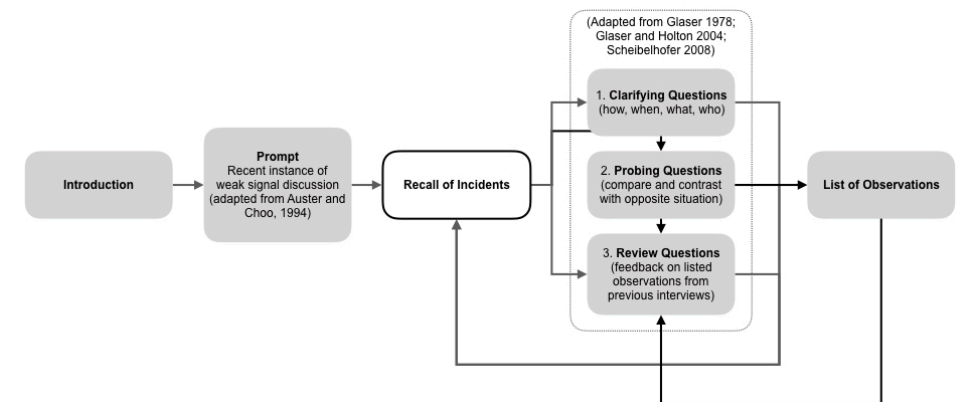 (Adapted from Glaser 1978;
Glaser and Holton 2004;
Scheibelhofer 2008)
Introduction
Prompt
Recent instance of
weak signal discussion
(adapted from Auster and
Choo, 1994)
Recall of Incidents
1. Clarifying Questions
(how, when, what, who)
2. Probing Questions
(compare and contrast
with opposite situation)
3. Review Questions
(feedback on listed
observations from
previous interviews)
List of Observations